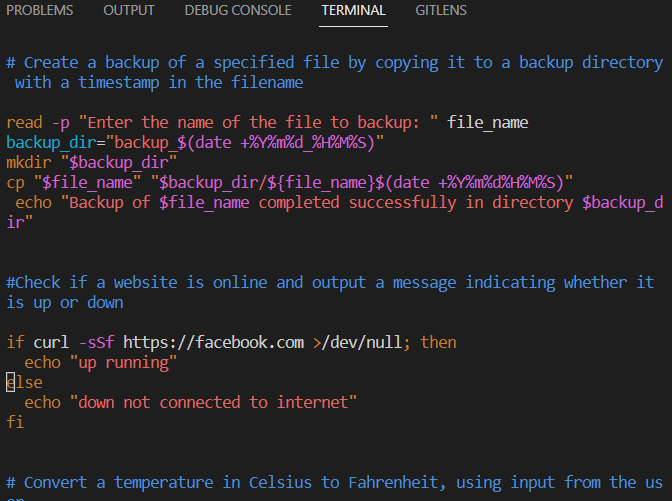 PROBLEMS OUTPUT DEBUG CONSOLE TERMINAL GITLENS
# Create a backup of a specified file by copying it to a backup directory
with a timestamp in the filename
read -p "Enter the name of the file to backup: " file_name
backup_dir="backup_$(date +%Y%m%d_%H%M%S)"
mkdir "$backup_dir"
cp "$file_name" "$backup_dir/${file_name}$(date +%Y%m%d%H%M%S)"
echo "Backup of $file_name completed successfully in directory $backup_d
ir"
#Check if a website is online and output a message indicating whether it
is up or down
if curl -sSf https://facebook.com >/dev/null; then
echo "up running"
else
echo "down not connected to internet"
fi
# Convert a temperature in Celsius to Fahrenheit, using input from the us